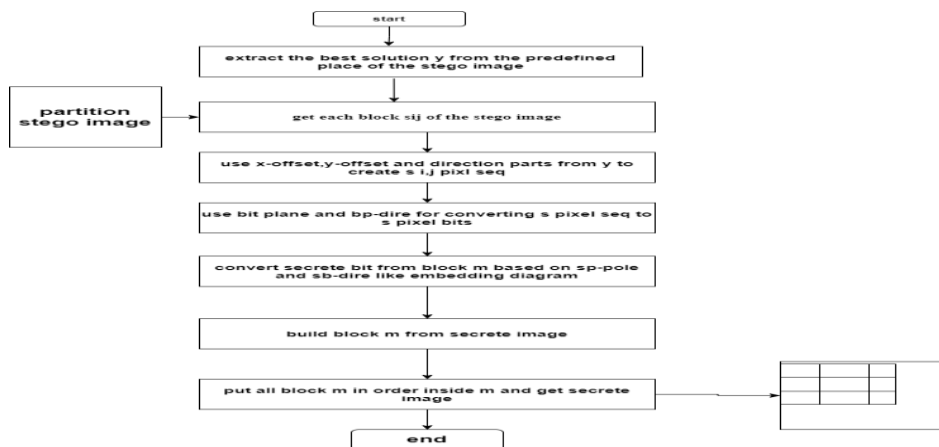 start
extract the best solution y from the predefined
place of the stego image
partition
stego image
get each block sij of the stego image
use x-offset,y-offset and direction parts from y to
create s i,j pixl seq
use bit plane and bp-dire for converting s pixel seq to
s pixel bits
convert secrete bit from block m based on sp-pole
and sb-dire like embedding diagram
build block m from secrete image
put all block m in order inside m and get secrete
image
end